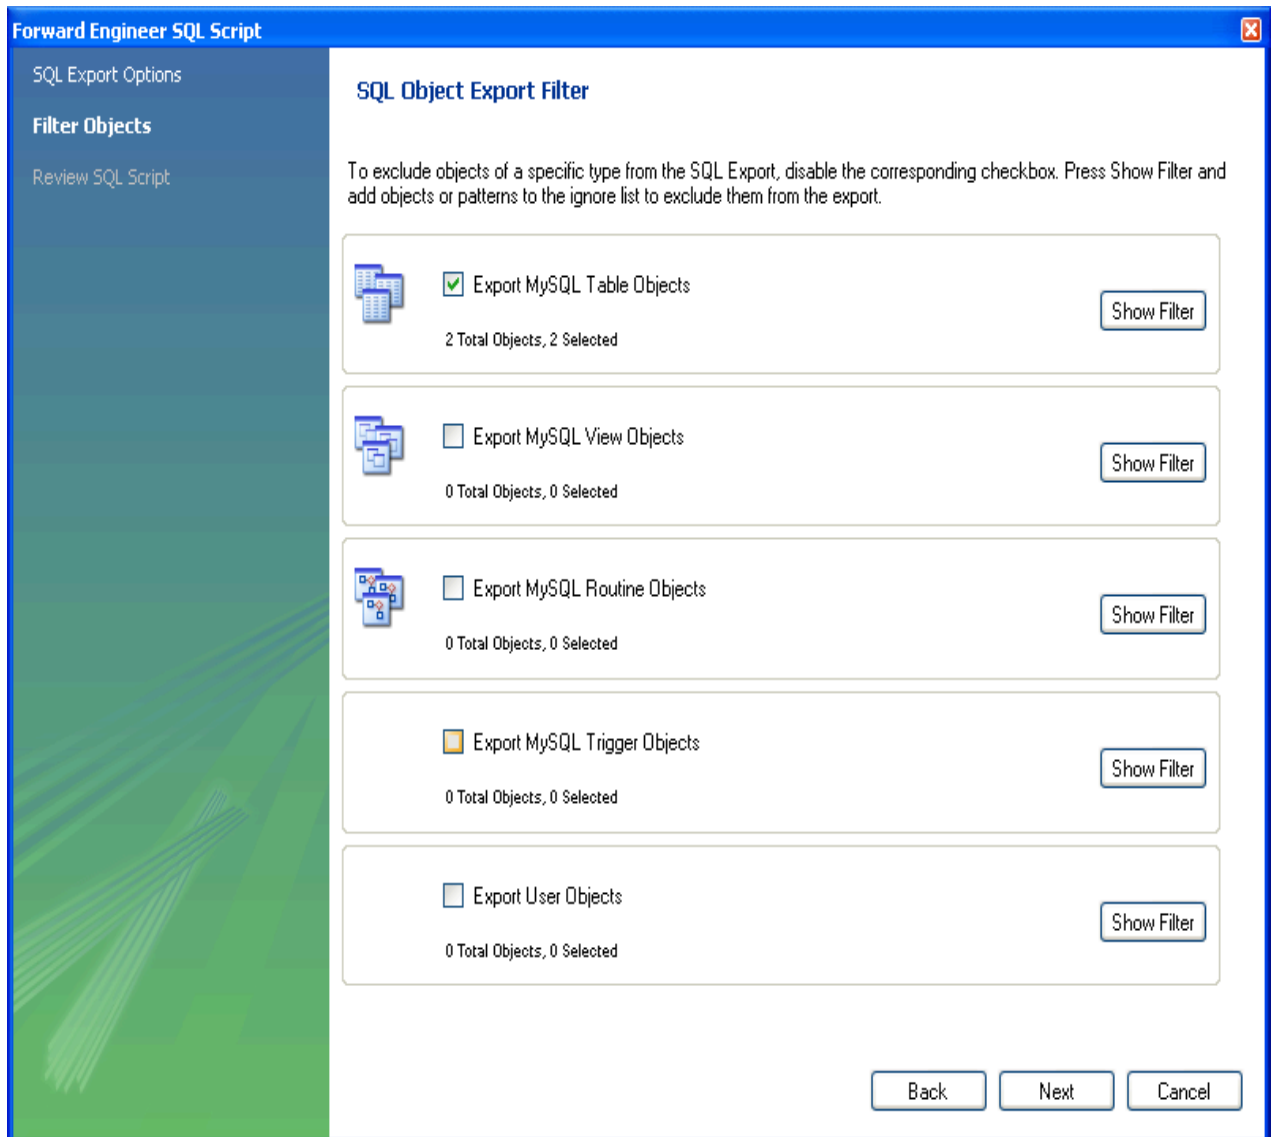 Forward Engineer SQL Script
SQL Export Options
Filter Objects
Review SQL Script
SQL Object Export Filter
To exclude objects of a specific type from the SQL Export, disable the corresponding checkbox. Press Show Filter and
add objects or patterns to the ignore list to exclude them from the export.
Export MySQL Table Objects
Show Filter
2 Total Objects, 2 Selected
Export MySQL View Objects
Show Filter
0 Total Objects, 0 Selected
Export MySQL Routine Objects
Show Filter
0 Total Objects, 0 Selected
Export MySQL Trigger Objects
Show Filter
0 Total Objects, 0 Selected
Export User Objects
Show Filter
0 Total Objects, 0 Selected
Back Next Cancel